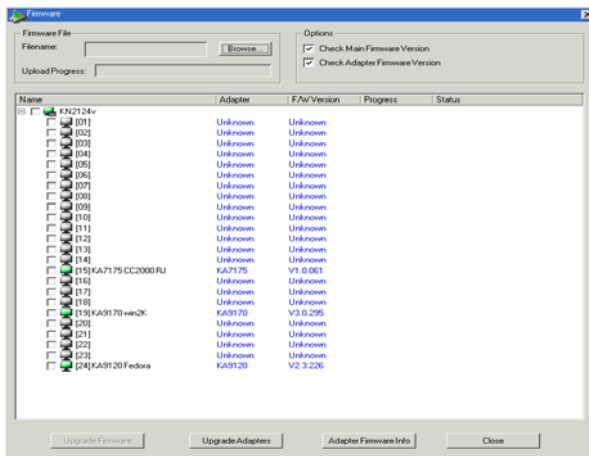 Firmware
Firmware File
Filename:
Browse...
Upload Progress:
Options
Check Main Firmware Version
Check Adapter Firmware Version
Name Adapter F/W Version Progress Status
KN2124v
[01] Unknown Unknown
[02] Unknown Unknown
[03] Unknown Unknown
[04] Unknown Unknown
[05] Unknown Unknown
[06] Unknown Unknown
[07] Unknown Unknown
[08] Unknown Unknown
[09] Unknown Unknown
[10] Unknown Unknown
[11] Unknown Unknown
[12] Unknown Unknown
[13] Unknown Unknown
[14] Unknown Unknown
[15] KA7175 CC2000 RJ KA7175 V1.0.061
[16] Unknown Unknown
[17] Unknown Unknown
[18] Unknown Unknown
[19] KA9170 win2K KA9170 V3.0.295
[20] Unknown Unknown
[21] Unknown Unknown
[22] Unknown Unknown
[23] Unknown Unknown
[24] KA9120 Fedora KA9120 V2.3.226
Upgrade Firmware Upgrade Adapters Adapter Firmware Info Close